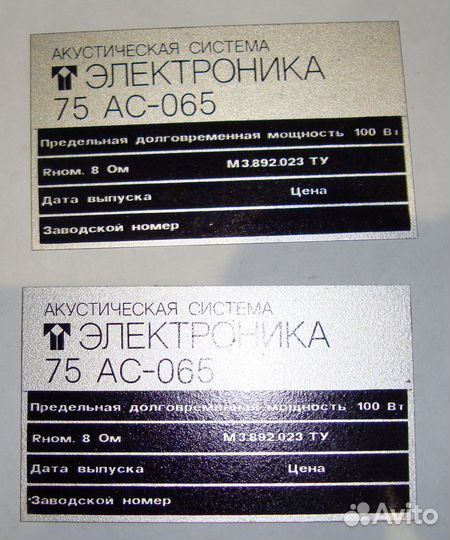 АКУСТИЧЕСКАЯ СИСТЕМА
ЭЛЕКТРОНИКА
75 АС-065
Предельная долговременная мощность 100 Вт
Rном. 8 Ом М3.892.023 ТУ
Дата выпуска Цена
Заводской номер
АКУСТИЧЕСКАЯ СИСТЕМА
ЭЛЕКТРОНИКА
75 АС-065
Предельная долговременная мощность 100 Вт
Rном. 8 Ом М3.892.023 ТУ
Дата выпуска Цена
Заводской номер
Avito